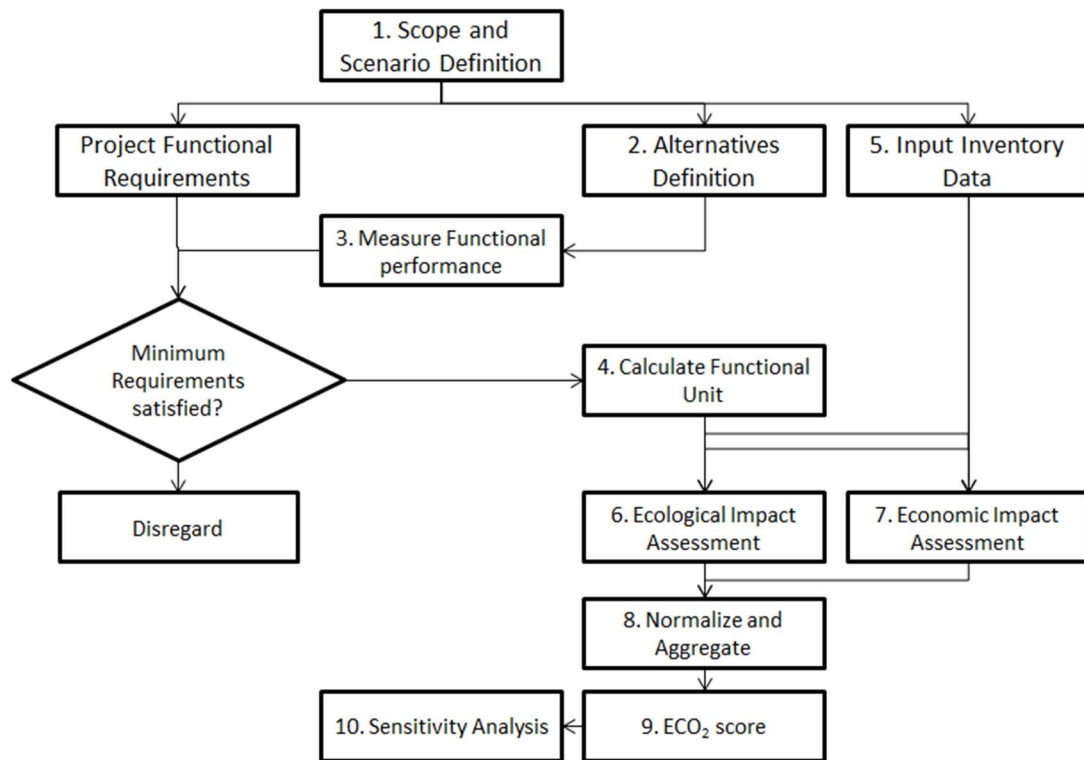 1. Scope and
Scenario Definition
Project Functional
Requirements
2. Alternatives
Definition
5. Input Inventory
Data
3. Measure Functional
performance
Minimum
Requirements
satisfied?
4. Calculate Functional
Unit
Disregard
6. Ecological Impact
Assessment
7. Economic Impact
Assessment
8. Normalize and
Aggregate
10. Sensitivity Analysis
9. ECO₂ score